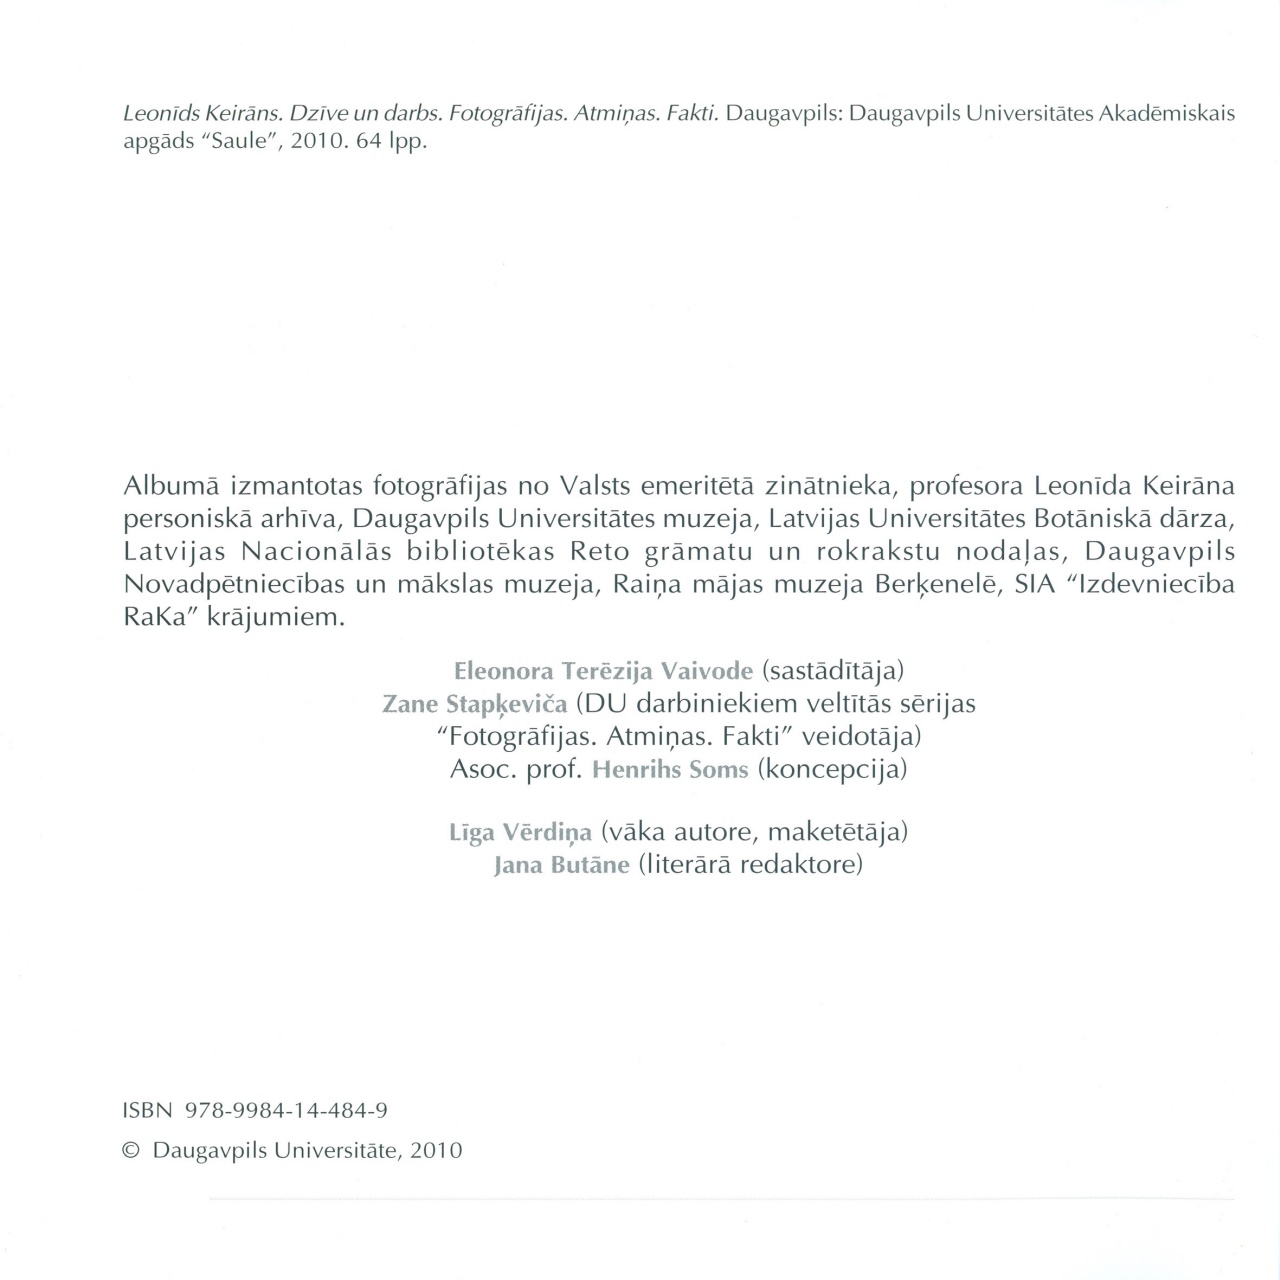 Leonīds Keirāns. Dzīve un darbs. Fotogrāfijas. Atmiņas. Fakti. Daugavpils: Daugavpils Universitātes Akadēmiskais
apgāds “Saule”, 2010. 64 lpp.
Albumā izmantotas fotogrāfijas no Valsts emeritētā zinātnieka, profesora Leonīda Keirāna
personiskā arhīva, Daugavpils Universitātes muzeja, Latvijas Universitātes Botāniskā dārza,
Latvijas Nacionālās bibliotēkas Reto grāmatu un rokrakstu nodaļas, Daugavpils
Novadpētniecības un mākslas muzeja, Raiņa mājas muzeja Berķenelē, SIA “Izdevniecība
RaKa” krājumiem.
Eleonora Terēzija Vaivode (sastādītāja)
Zane Stapķeviča (DU darbiniekiem veltītās sērijas
“Fotogrāfijas. Atmiņas. Fakti” veidotāja)
Asoc. prof. Henrihs Soms (koncepcija)
Līga Vērdiņa (vāka autore, maketētāja)
Jana Butāne (literārā redaktore)
ISBN 978-9984-14-484-9
© Daugavpils Universitāte, 2010